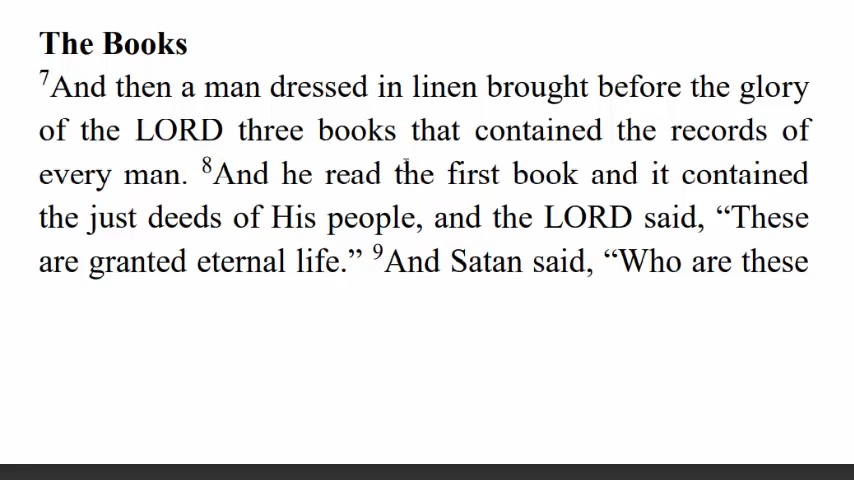 The Books
⁷And then a man dressed in linen brought before the glory
of the LORD three books that contained the records of
every man. ⁸And he read the first book and it contained
the just deeds of His people, and the LORD said, “These
are granted eternal life.” ⁹And Satan said, “Who are these